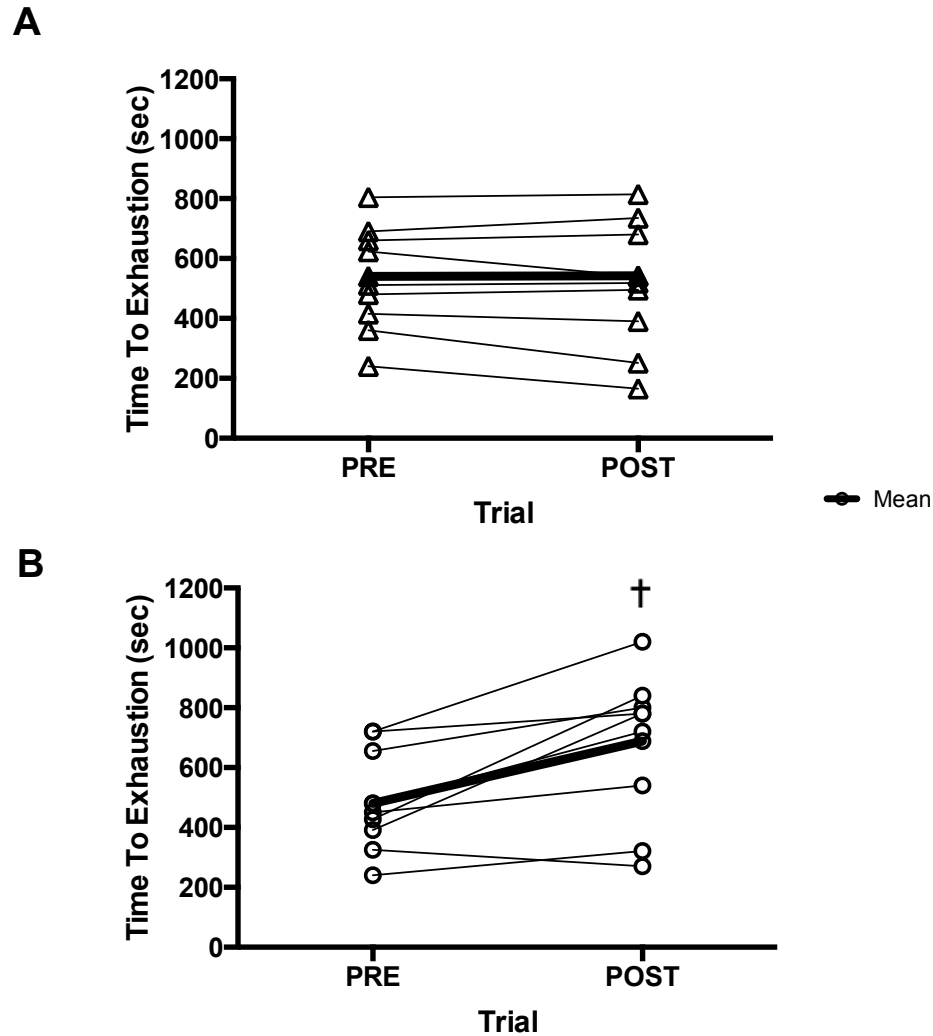 A
Time To Exhaustion (sec)
1200
1000
800
600
400
200
0
PRE
POST
Trial
Mean
B
Time To Exhaustion (sec)
1200
1000
800
600
400
200
0
†
PRE
POST
Trial